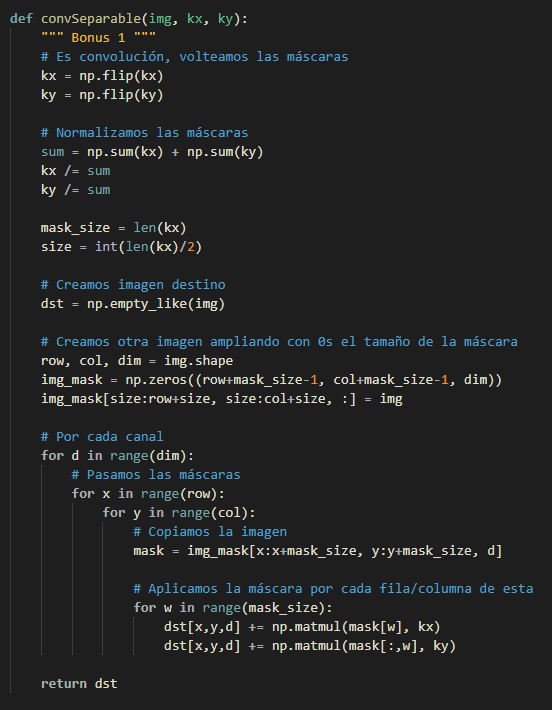 def convSeparable(img, kx, ky):
    """ Bonus 1 """
    # Es convolución, volteamos las máscaras
    kx = np.flip(kx)
    ky = np.flip(ky)

    # Normalizamos las máscaras
    sum = np.sum(kx) + np.sum(ky)
    kx /= sum
    ky /= sum

    mask_size = len(kx)
    size = int(len(kx)/2)

    # Creamos imagen destino
    dst = np.empty_like(img)

    # Creamos otra imagen ampliando con 0s el tamaño de la máscara
    row, col, dim = img.shape
    img_mask = np.zeros((row+mask_size-1, col+mask_size-1, dim))
    img_mask[size:row+size, size:col+size, :] = img

    # Por cada canal
    for d in range(dim):
        # Pasamos las máscaras
        for x in range(row):
            for y in range(col):
                # Copiamos la imagen
                mask = img_mask[x:x+mask_size, y:y+mask_size, d]

                # Aplicamos la máscara por cada fila/columna de esta
                for w in range(mask_size):
                    dst[x,y,d] += np.matmul(mask[w], kx)
                    dst[x,y,d] += np.matmul(mask[:,w], ky)

    return dst